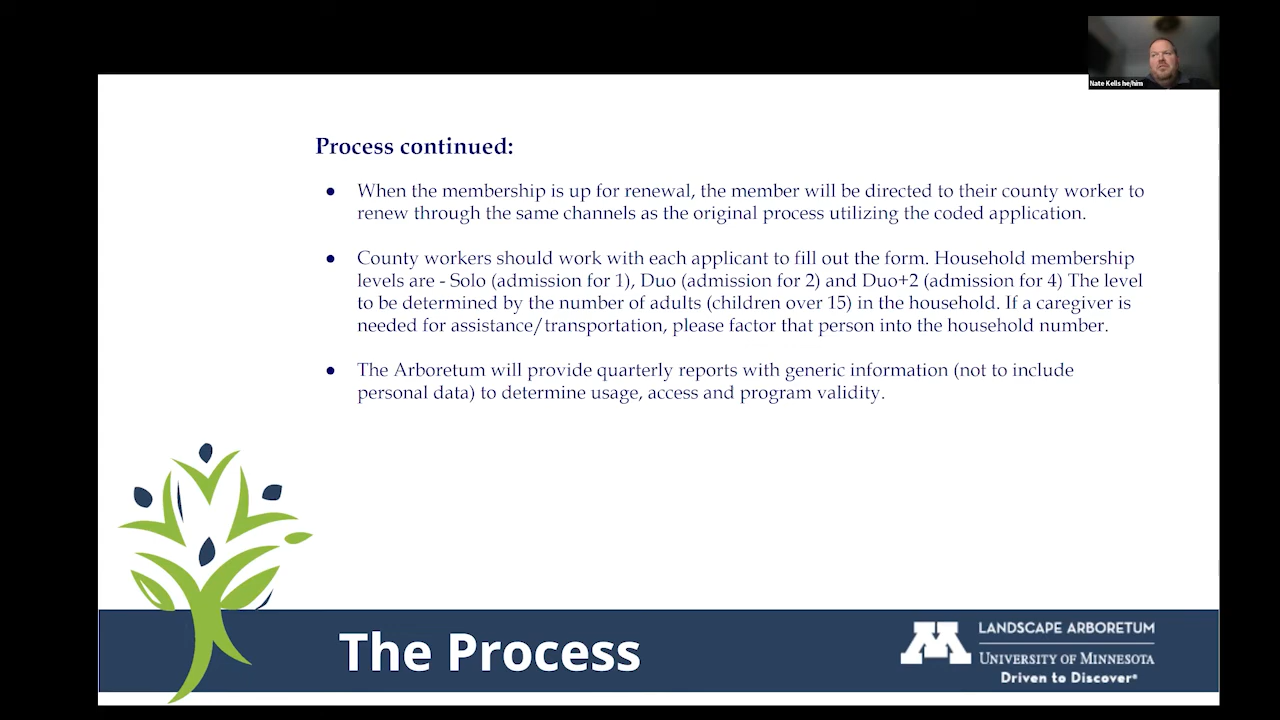 Nate Kells he/him
Process continued:
● When the membership is up for renewal, the member will be directed to their county worker to
renew through the same channels as the original process utilizing the coded application.
● County workers should work with each applicant to fill out the form. Household membership
levels are - Solo (admission for 1), Duo (admission for 2) and Duo+2 (admission for 4) The level
to be determined by the number of adults (children over 15) in the household. If a caregiver is
needed for assistance/transportation, please factor that person into the household number.
● The Arboretum will provide quarterly reports with generic information (not to include
personal data) to determine usage, access and program validity.
The Process
M
LANDSCAPE ARBORETUM
UNIVERSITY OF MINNESOTA
Driven to Discover®